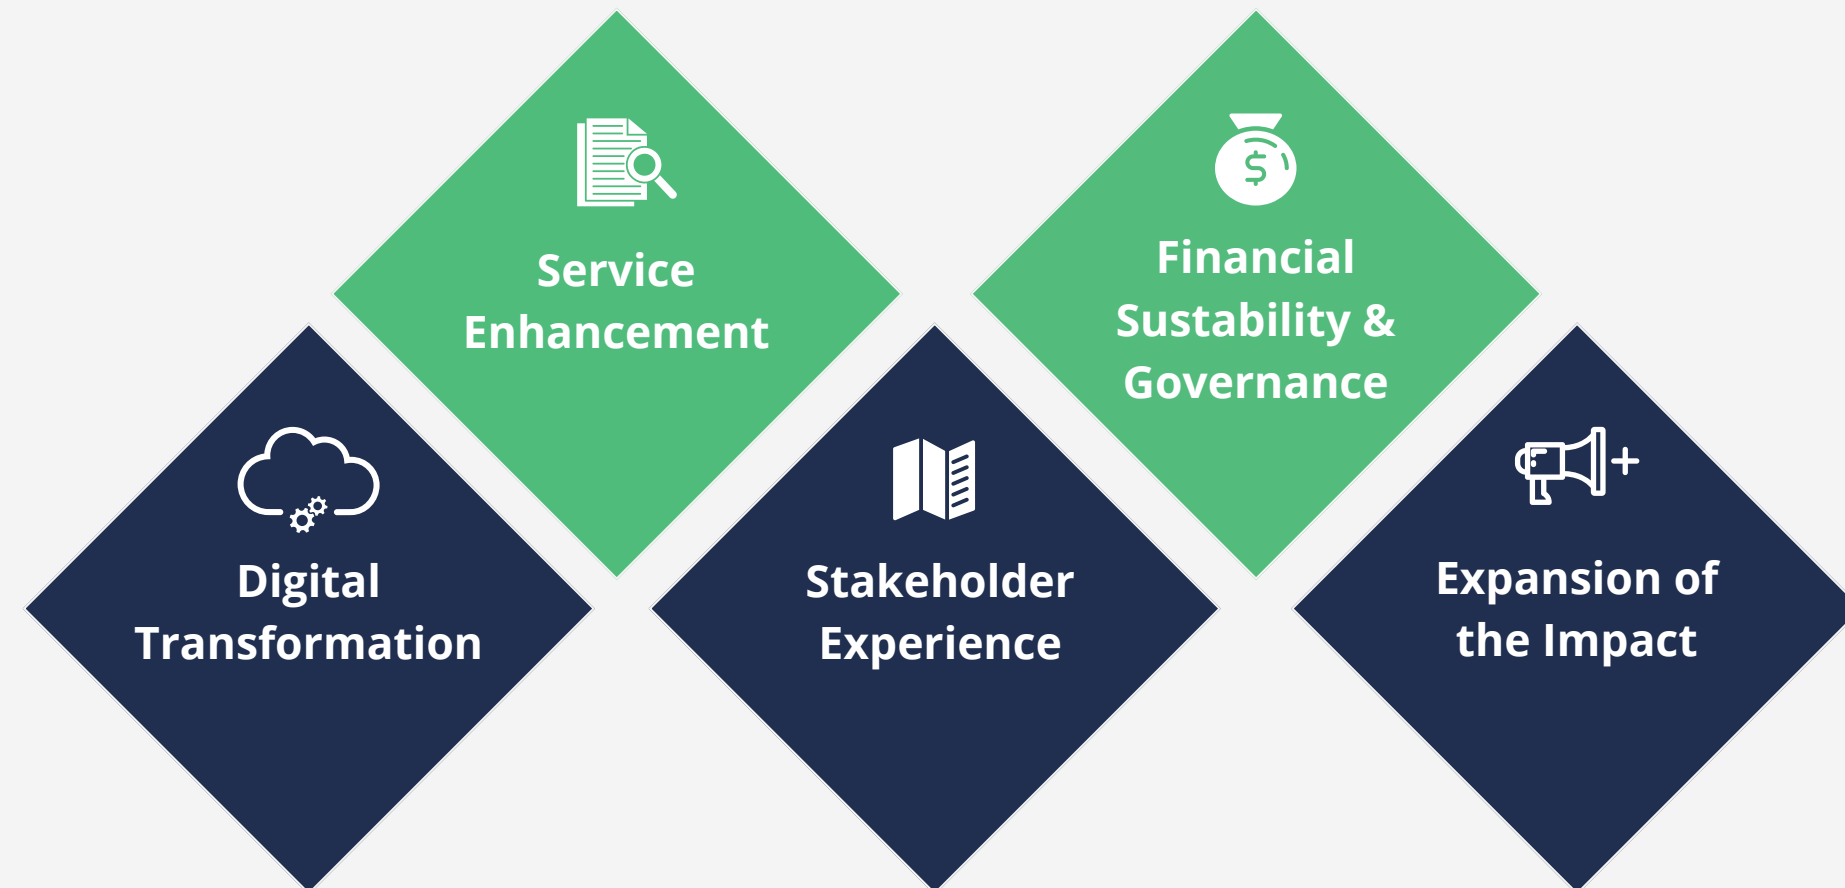 Service
Enhancement
Financial
Sustability &
Governance
Digital
Transformation
Stakeholder
Experience
Expansion of
the Impact